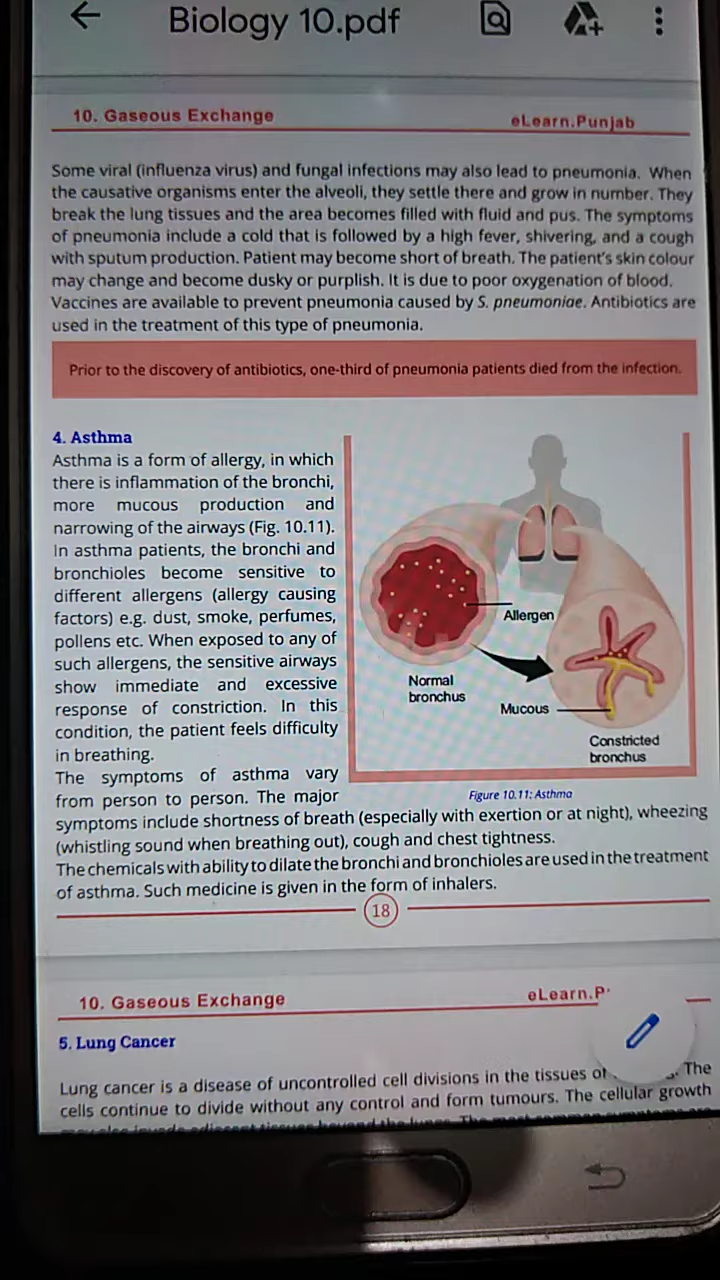 Biology 10.pdf
10. Gaseous Exchange
eLearn.Punjab
Some viral (influenza virus) and fungal infections may also lead to pneumonia. When
the causative organisms enter the alveoli, they settle there and grow in number. They
break the lung tissues and the area becomes filled with fluid and pus. The symptoms
of pneumonia include a cold that is followed by a high fever, shivering, and a cough
with sputum production. Patient may become short of breath. The patient's skin colour
may change and become dusky or purplish. It is due to poor oxygenation of blood.
Vaccines are available to prevent pneumonia caused by S. pneumoniae. Antibiotics are
used in the treatment of this type of pneumonia.
Prior to the discovery of antibiotics, one-third of pneumonia patients died from the infection.
4. Asthma
Asthma is a form of allergy, in which
there is inflammation of the bronchi,
more mucous production and
narrowing of the airways (Fig. 10.11).
In asthma patients, the bronchi and
bronchioles become sensitive to
different allergens (allergy causing
factors) e.g. dust, smoke, perfumes,
pollens etc. When exposed to any of
such allergens, the sensitive airways
show immediate and excessive
response of constriction. In this
condition, the patient feels difficulty
in breathing.
The symptoms of asthma vary
from person to person. The major
Allergen
Normal
bronchus
Mucous
Constricted
bronchus
Figure 10.11: Asthma
symptoms include shortness of breath (especially with exertion or at night), wheezing
(whistling sound when breathing out), cough and chest tightness.
The chemicals with ability to dilate the bronchi and bronchioles are used in the treatment
of asthma. Such medicine is given in the form of inhalers.
18
10. Gaseous Exchange
eLearn.P
5. Lung Cancer
Lung cancer is a disease of uncontrolled cell divisions in the tissues of The
cells continue to divide without any control and form tumours. The cellular growth